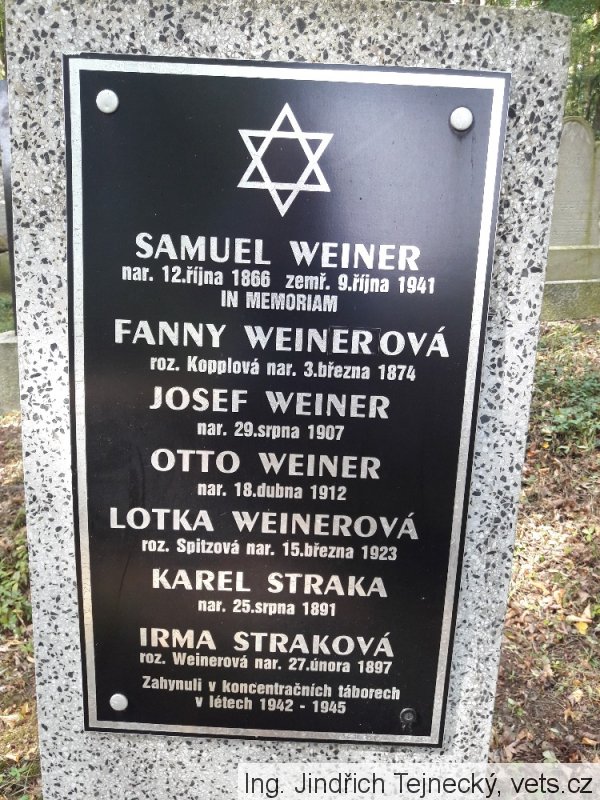 SAMUEL WEINER
nar. 12.října 1866 zemř. 9.října 1941
IN MEMORIAM
FANNY WEINEROVÁ
roz. Kopplová nar. 3.března 1874
JOSEF WEINER
nar. 29.srpna 1907
OTTO WEINER
nar. 18.dubna 1912
LOTKA WEINEROVÁ
roz. Spitzová nar. 15.března 1923
KAREL STRAKA
nar. 25.srpna 1891
IRMA STRAKOVÁ
roz. Weinerová nar. 27.února 1897
Zahynuli v koncentračních táborech
v létech 1942 - 1945
Ing. Jindřich Tejnecký, vets.cz